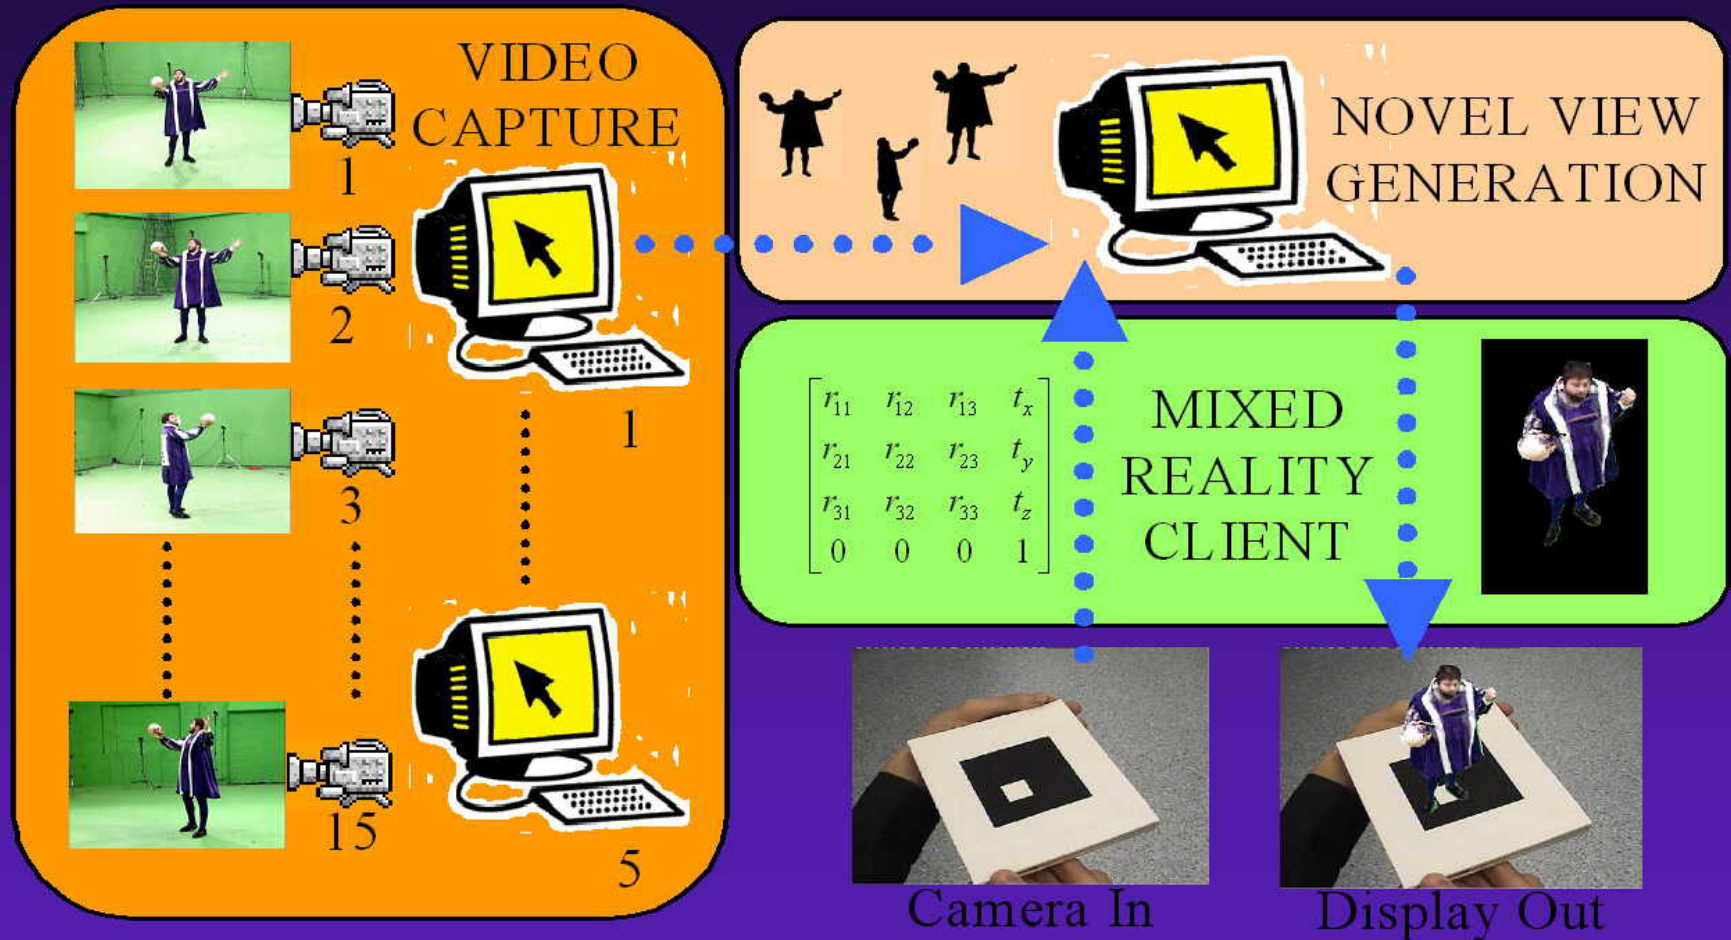 VIDEO
CAPTURE
1
2
3
15
1
5
NOVEL VIEW
GENERATION
r11 r12 r13 tx
r21 r22 r23 ty
r31 r32 r33 tz
0 0 0 1
MIXED
REALITY
CLIENT
Camera In
Display Out